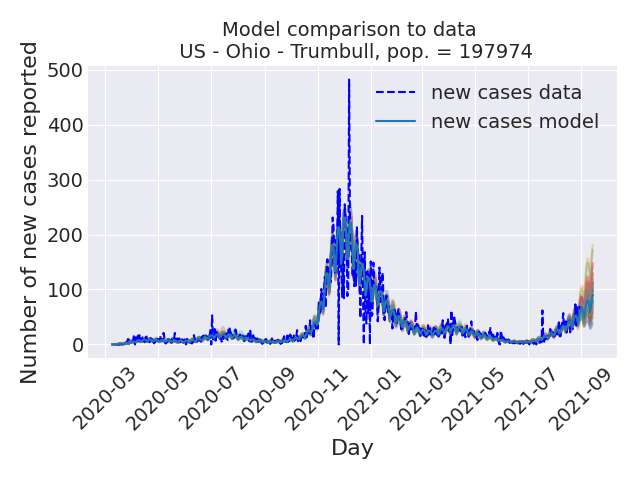 Model comparison to data
US - Ohio - Trumbull, pop. = 197974
Number of new cases reported
500
400
300
200
100
0
new cases data
new cases model
2020-03
2020-05
2020-07
2020-09
2020-11
2021-01
2021-03
2021-05
2021-07
2021-09
Day